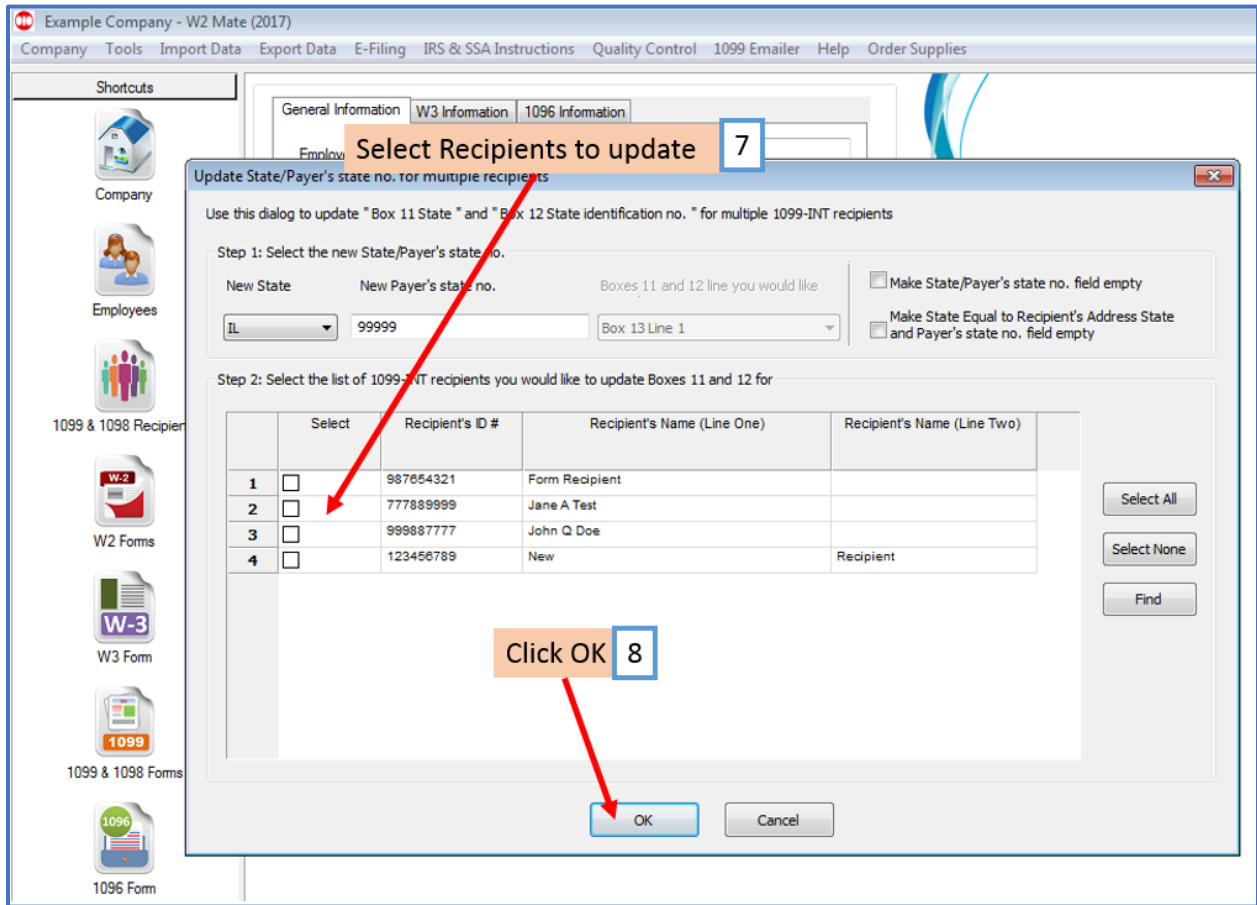 Example Company - W2 Mate (2017)
Company Tools Import Data Export Data E-Filing IRS & SSA Instructions Quality Control 1099 Emailer Help Order Supplies
Shortcuts
Company
Employees
1099 & 1098 Recipien
W-2
W2 Forms
W-3
W3 Form
1099
1099 & 1098 Forms
1096
1096 Form
General Information W3 Information 1096 Information
Employe
Select Recipients to update 7
Update State/Payer's state no. for multiple recipients
Use this dialog to update "Box 11 State " and "Box 12 State identification no. " for multiple 1099-INT recipients
Step 1: Select the new State/Payer's state no.
New State New Payer's state no. Boxes 11 and 12 line you would like
IL 99999 Box 13 Line 1
Make State/Payer's state no. field empty
Make State Equal to Recipient's Address State
and Payer's state no. field empty
Step 2: Select the list of 1099-INT recipients you would like to update Boxes 11 and 12 for
Select Recipient's ID # Recipient's Name (Line One) Recipient's Name (Line Two)
1 987654321 Form Recipient
2 777889999 Jane A Test
3 999887777 John Q Doe
4 123456789 New Recipient
Select All
Select None
Find
Click OK 8
OK Cancel